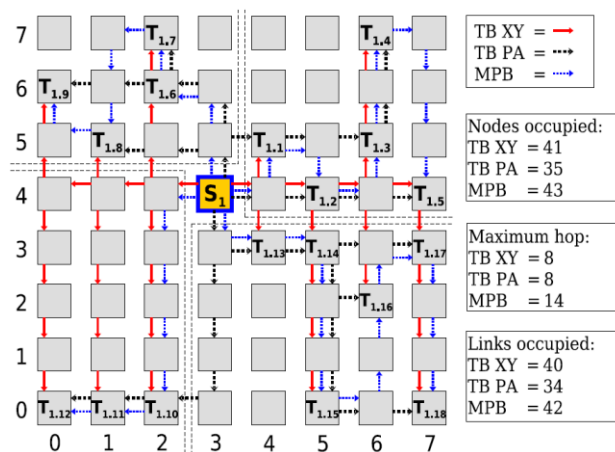 7 T1.7 T1.4 TB XY =
TB PA =
MPB =
6 T1.9 T1.6
Nodes occupied:
5 T1.8 T1.1 T1.3 TB XY = 41
TB PA = 35
MPB = 43
4 S1 T1.2 T1.5
Maximum hop:
3 T1.13 T1.14 T1.17 TB XY = 8
TB PA = 8
MPB = 14
2 T1.16
Links occupied:
1 TB XY = 40
TB PA = 34
MPB = 42
0 T1.12 T1.11 T1.10 T1.15 T1.18
0 1 2 3 4 5 6 7